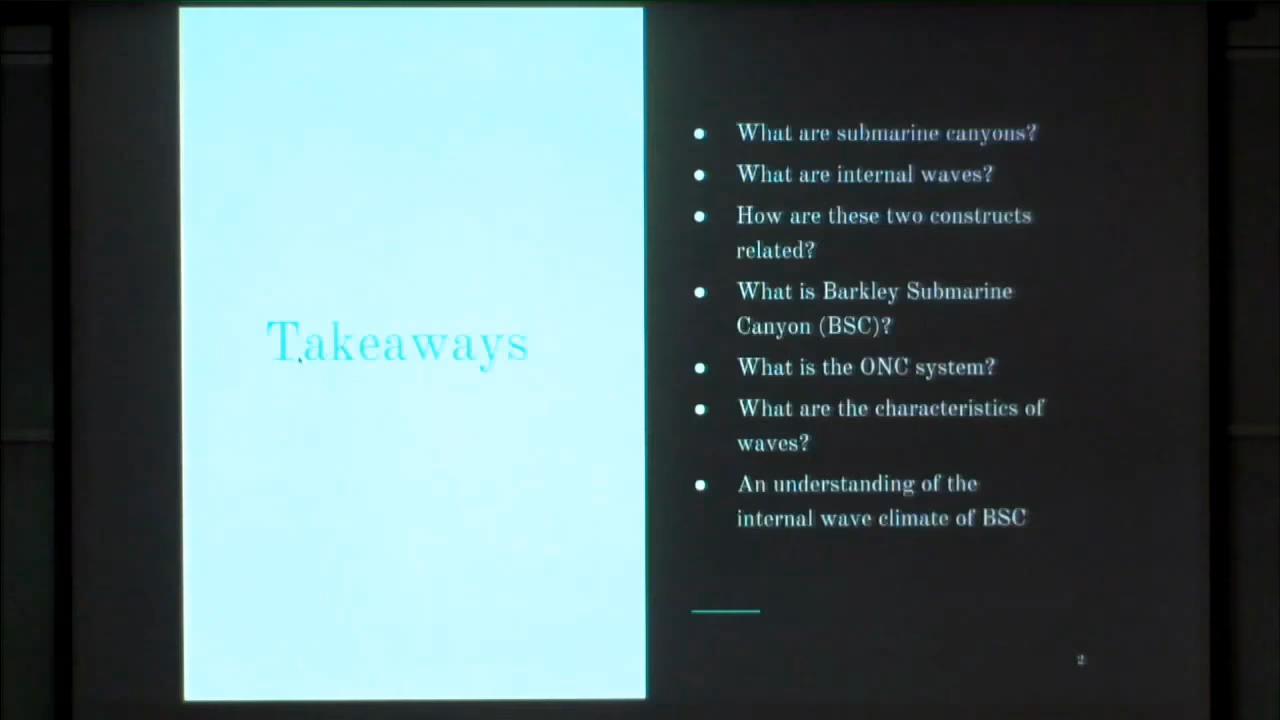 Takeaways
● What are submarine canyons?
● What are internal waves?
● How are these two constructs
related?
● What is Barkley Submarine
Canyon (BSC)?
● What is the ONC system?
● What are the characteristics of
waves?
● An understanding of the
internal wave climate of BSC
2